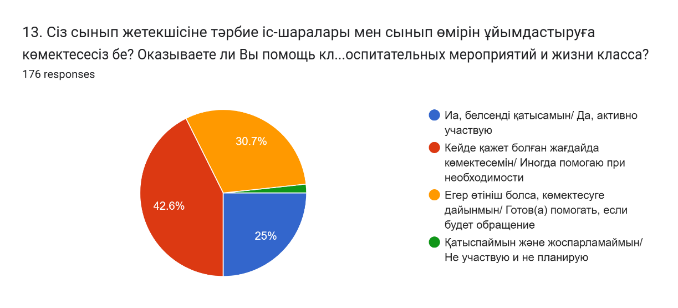 13. Сіз сынып жетекшісіне тәрбие іс-шаралары мен сынып өмірін ұйымдастыруға
көмектесесіз бе? Оказываете ли Вы помощь кл...оспитательных мероприятий и жизни класса?
176 responses
30.7%
42.6%
25%
Иа, белсенді қатысамын/ Да, активно
участвую
Кейде қажет болған жағдайда
көмектесемін/ Иногда помогаю при
необходимости
Егер өтініш болса, көмектесуге
дайынмын/ Готов(а) помогать, если
будет обращение
Қатыспаймын және жоспарламаймын/
Не участвую и не планирую